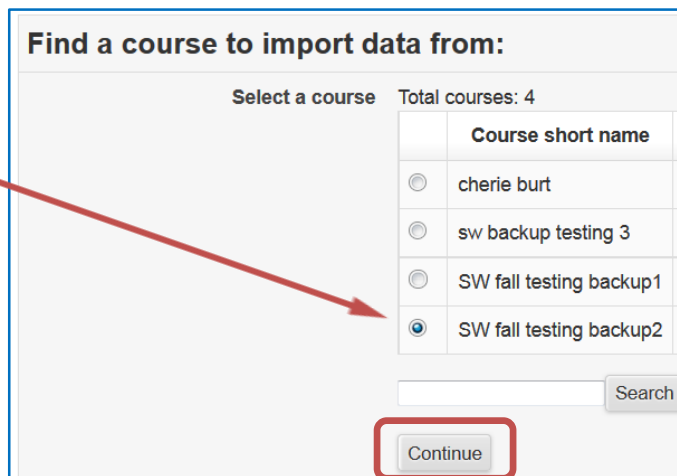 Find a course to import data from:
Select a course Total courses: 4
Course short name
cherie burt
sw backup testing 3
SW fall testing backup1
SW fall testing backup2
Search
Continue